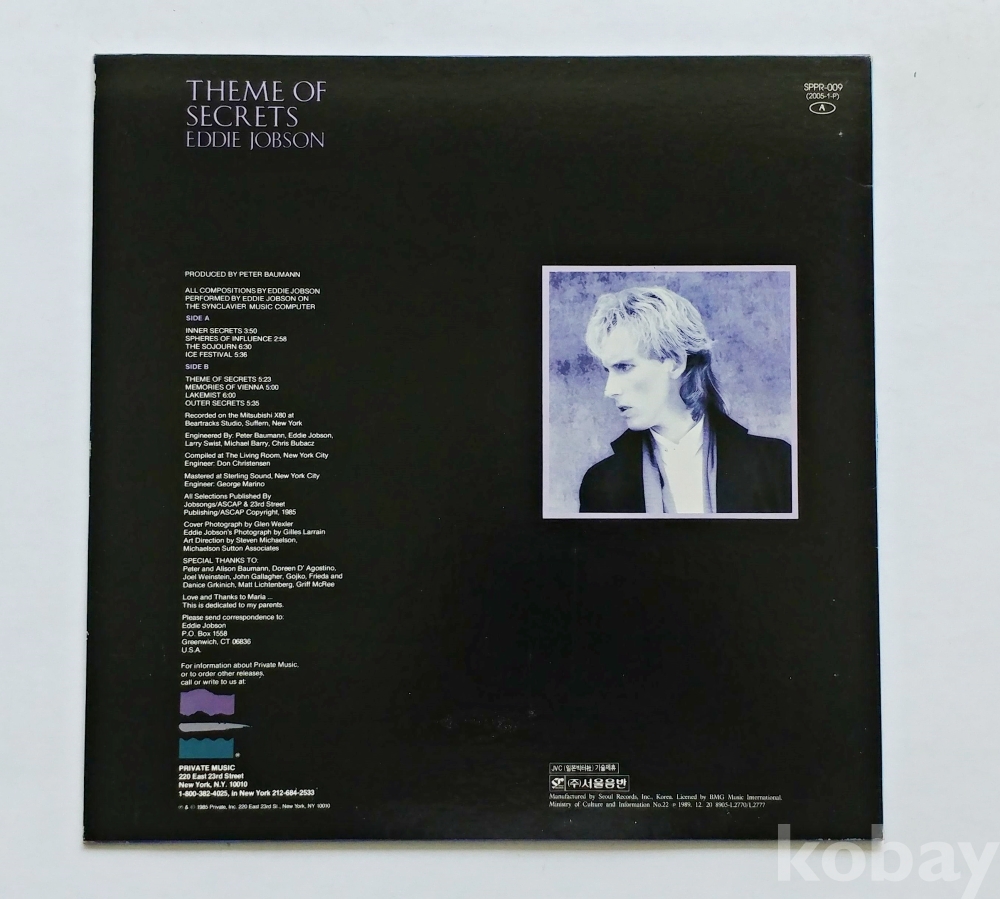 THEME OF
SECRETS
EDDIE JOBSON
SPPR-009
(2005-1-P)
A
PRODUCED BY PETER BAUMANN
ALL COMPOSITIONS BY EDDIE JOBSON
PERFORMED BY EDDIE JOBSON ON
THE SYNCLAVIER MUSIC COMPUTER
SIDE A
INNER SECRETS 3:50
SPHERES OF INFLUENCE 2:58
THE SOJOURN 6:30
ICE FESTIVAL 5:36
SIDE B
THEME OF SECRETS 5:23
MEMORIES OF VIENNA 5:00
LAKEMIST 6:00
OUTER SECRETS 5:35
Recorded on the Mitsubishi X80 at
Beartracks Studio, Suffern, New York
Engineered By: Peter Baumann, Eddie Jobson,
Larry Swist, Michael Barry, Chris Bubacz
Compiled at The Living Room, New York City
Engineer: Don Christensen
Mastered at Sterling Sound, New York City
Engineer: George Marino
All Selections Published By
Jobsongs/ASCAP & 23rd Street
Publishing/ASCAP Copyright, 1985
Cover Photograph by Glen Wexler
Eddie Jobson's Photograph by Gilles Larrain
Art Direction by Steven Michaelson,
Michaelson Sutton Associates
SPECIAL THANKS TO:
Peter and Alison Baumann, Doreen D' Agostino,
Joel Weinstein, John Gallagher, Gojko, Frieda and
Danice Grkinich, Matt Lichtenberg, Griff McRee
Love and Thanks to Maria ...
This is dedicated to my parents.
Please send correspondence to:
Eddie Jobson
P.O. Box 1558
Greenwich, CT 06836
U.S.A.
For information about Private Music,
or to order other releases,
call or write to us at:
PRIVATE MUSIC
220 East 23rd Street
New York, N.Y. 10010
1-800-382-4025, in New York 212-684-2533
℗ & © 1985 Private, Inc. 220 East 23rd St., New York, NY 10010
JVC (일본빅터社) 기술제휴
(주)서울음반
Manufactured by Seoul Records, Inc., Korea. Licened by BMG Music International.
Ministry of Culture and Information No.22 ℗ 1989. 12. 20 8905-L2770/L2777
kobay